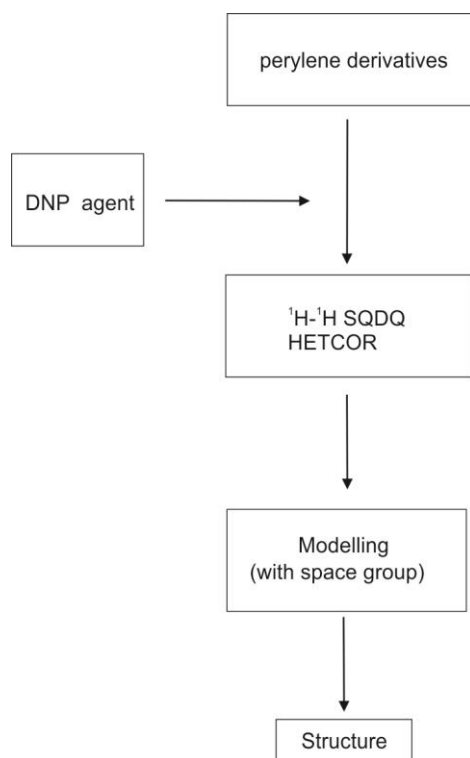 perylene derivatives
DNP agent
¹H-¹H SQDQ
HETCOR
Modelling
(with space group)
Structure